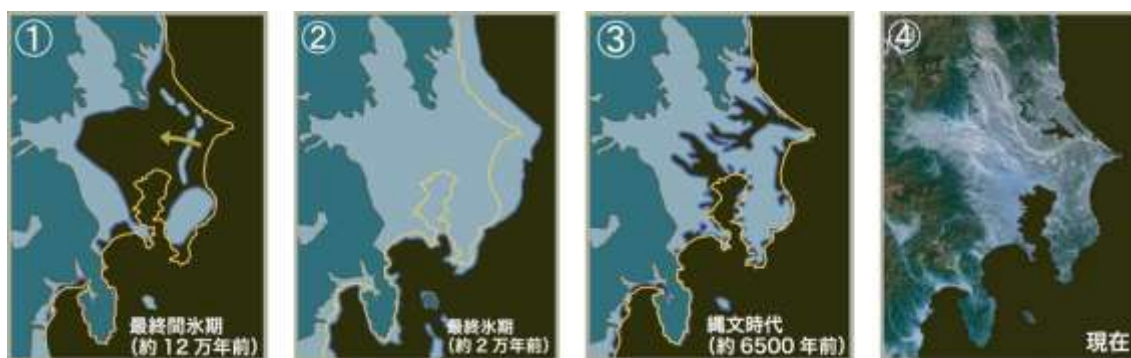 ①
最終間氷期
(約12万年前)
②
最終氷期
(約2万年前)
③
縄文時代
(約6500年前)
④
現在